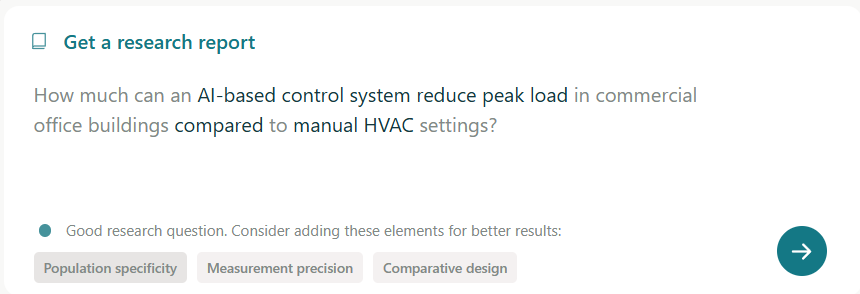 Get a research report
How much can an AI-based control system reduce peak load in commercial
office buildings compared to manual HVAC settings?
Good research question. Consider adding these elements for better results:
Population specificity
Measurement precision
Comparative design